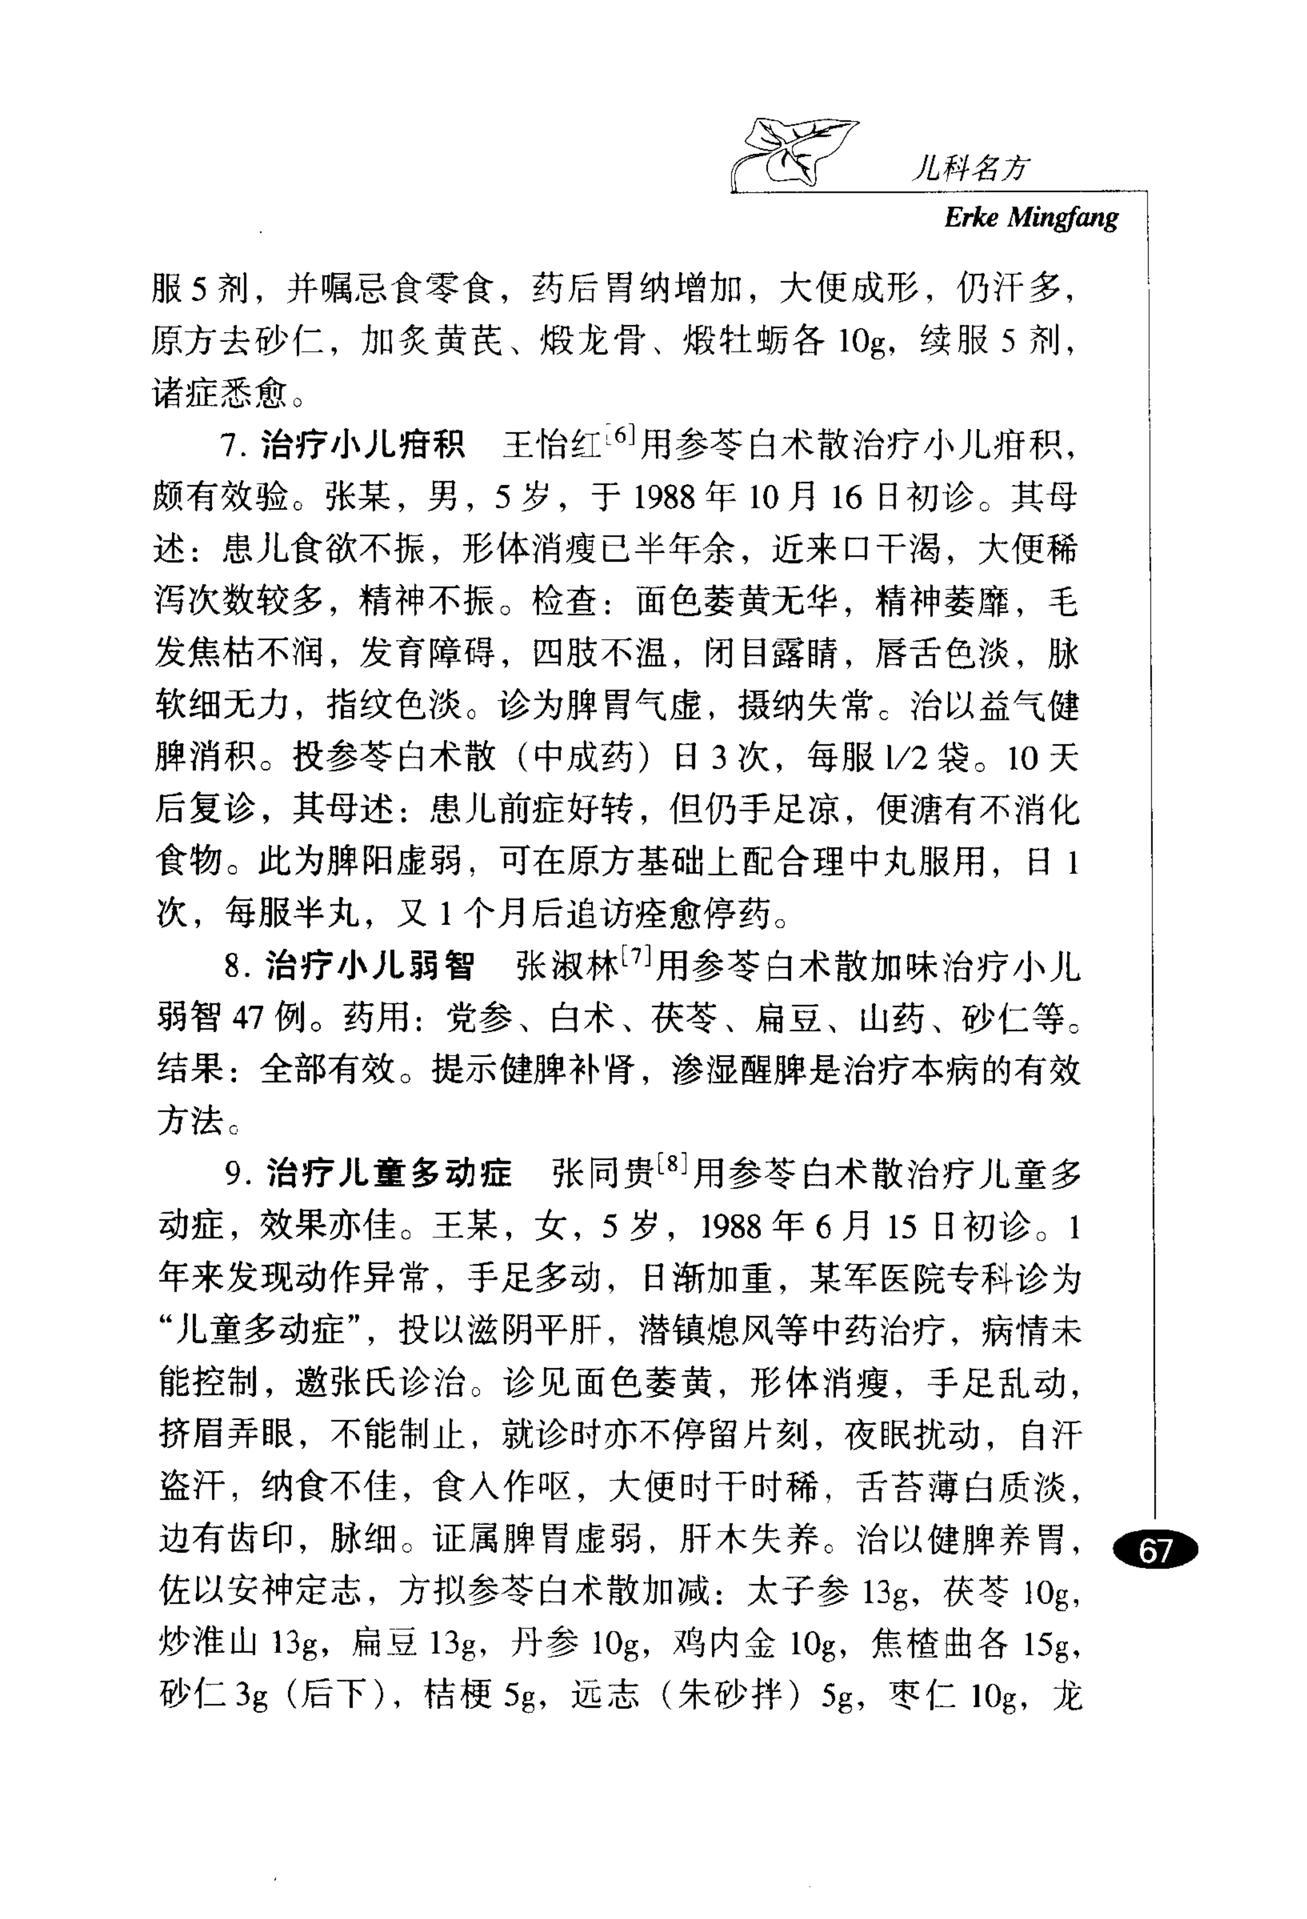 儿科名方
Erke Mingfang
服 5 剂，并嘱忌食零食，药后胃纳增加，大便成形，仍汗多，
原方去砂仁，加炙黄芪、煅龙骨、煅牡蛎各 10g，续服 5 剂，
诸症悉愈。
7. 治疗小儿疳积　王怡红[6]用参苓白术散治疗小儿疳积，
颇有效验。张某，男，5 岁，于 1988 年 10 月 16 日初诊。其母
述：患儿食欲不振，形体消瘦已半年余，近来口干渴，大便稀
泻次数较多，精神不振。检查：面色萎黄无华，精神萎靡，毛
发焦枯不润，发育障碍，四肢不温，闭目露睛，唇舌色淡，脉
软细无力，指纹色淡。诊为脾胃气虚，摄纳失常。治以益气健
脾消积。投参苓白术散（中成药）日 3 次，每服 1/2 袋。10 天
后复诊，其母述：患儿前症好转，但仍手足凉，便溏有不消化
食物。此为脾阳虚弱，可在原方基础上配合理中丸服用，日 1
次，每服半丸，又 1 个月后追访痊愈停药。
8. 治疗小儿弱智　张淑林[7]用参苓白术散加味治疗小儿
弱智 47 例。药用：党参、白术、茯苓、扁豆、山药、砂仁等。
结果：全部有效。提示健脾补肾，渗湿醒脾是治疗本病的有效
方法。
9. 治疗儿童多动症　张同贵[8]用参苓白术散治疗儿童多
动症，效果亦佳。王某，女，5 岁，1988 年 6 月 15 日初诊。1
年来发现动作异常，手足多动，日渐加重，某军医院专科诊为
“儿童多动症”，投以滋阴平肝，潜镇熄风等中药治疗，病情未
能控制，邀张氏诊治。诊见面色萎黄，形体消瘦，手足乱动，
挤眉弄眼，不能制止，就诊时亦不停留片刻，夜眠扰动，自汗
盗汗，纳食不佳，食入作呕，大便时干时稀，舌苔薄白质淡，
边有齿印，脉细。证属脾胃虚弱，肝木失养。治以健脾养胃，
佐以安神定志，方拟参苓白术散加减：太子参 13g，茯苓 10g，
炒淮山 13g，扁豆 13g，丹参 10g，鸡内金 10g，焦楂曲各 15g，
砂仁 3g（后下），桔梗 5g，远志（朱砂拌）5g，枣仁 10g，龙
67